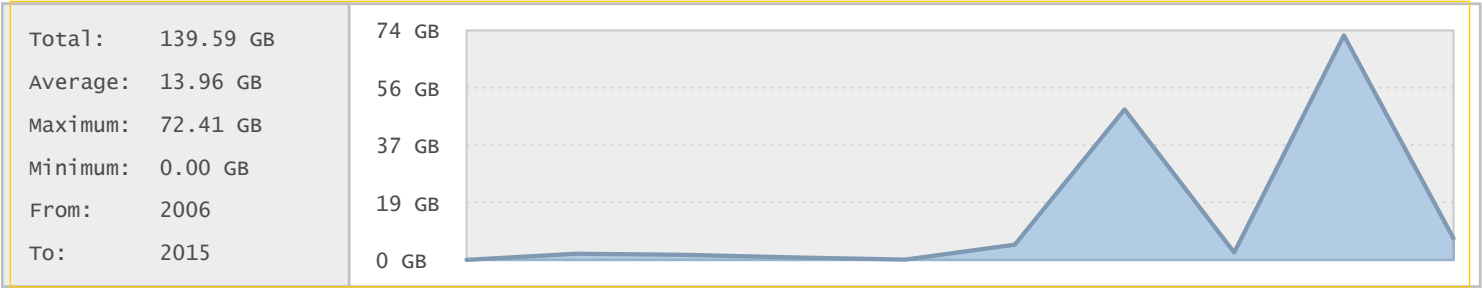 Total: 139.59 GB
Average: 13.96 GB
Maximum: 72.41 GB
Minimum: 0.00 GB
From: 2006
To: 2015
74 GB
56 GB
37 GB
19 GB
0 GB